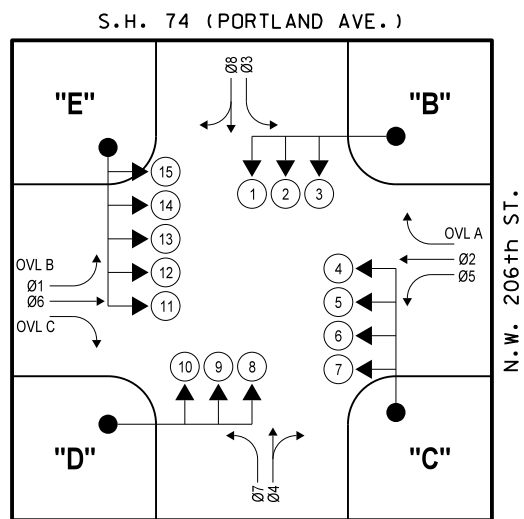 S.H. 74 (PORTLAND AVE.)
Ø8
Ø3
"E"
"B"
15
14
13
12
11
1
2
3
OVL A
Ø2
Ø5
N.W. 206th ST.
OVL B
Ø1
Ø6
OVL C
4
5
6
7
10
9
8
"D"
"C"
Ø7
Ø4